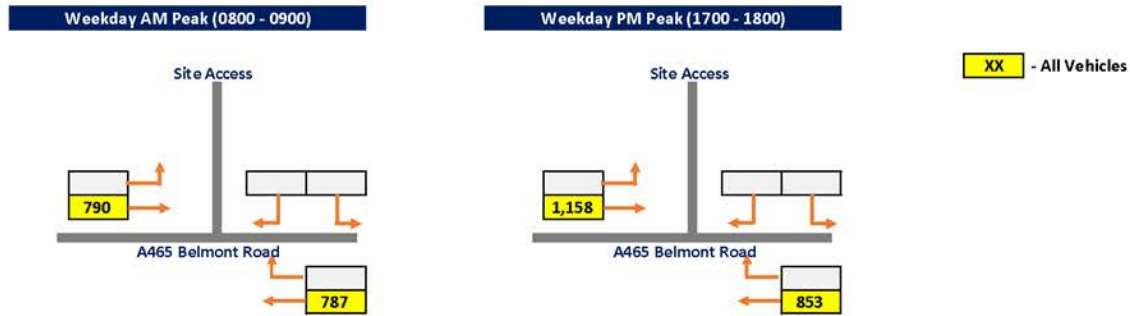 Weekday AM Peak (0800 - 0900)
Weekday PM Peak (1700 - 1800)
XX - All Vehicles
Site Access
Site Access
790
1,158
A465 Belmont Road
A465 Belmont Road
787
853